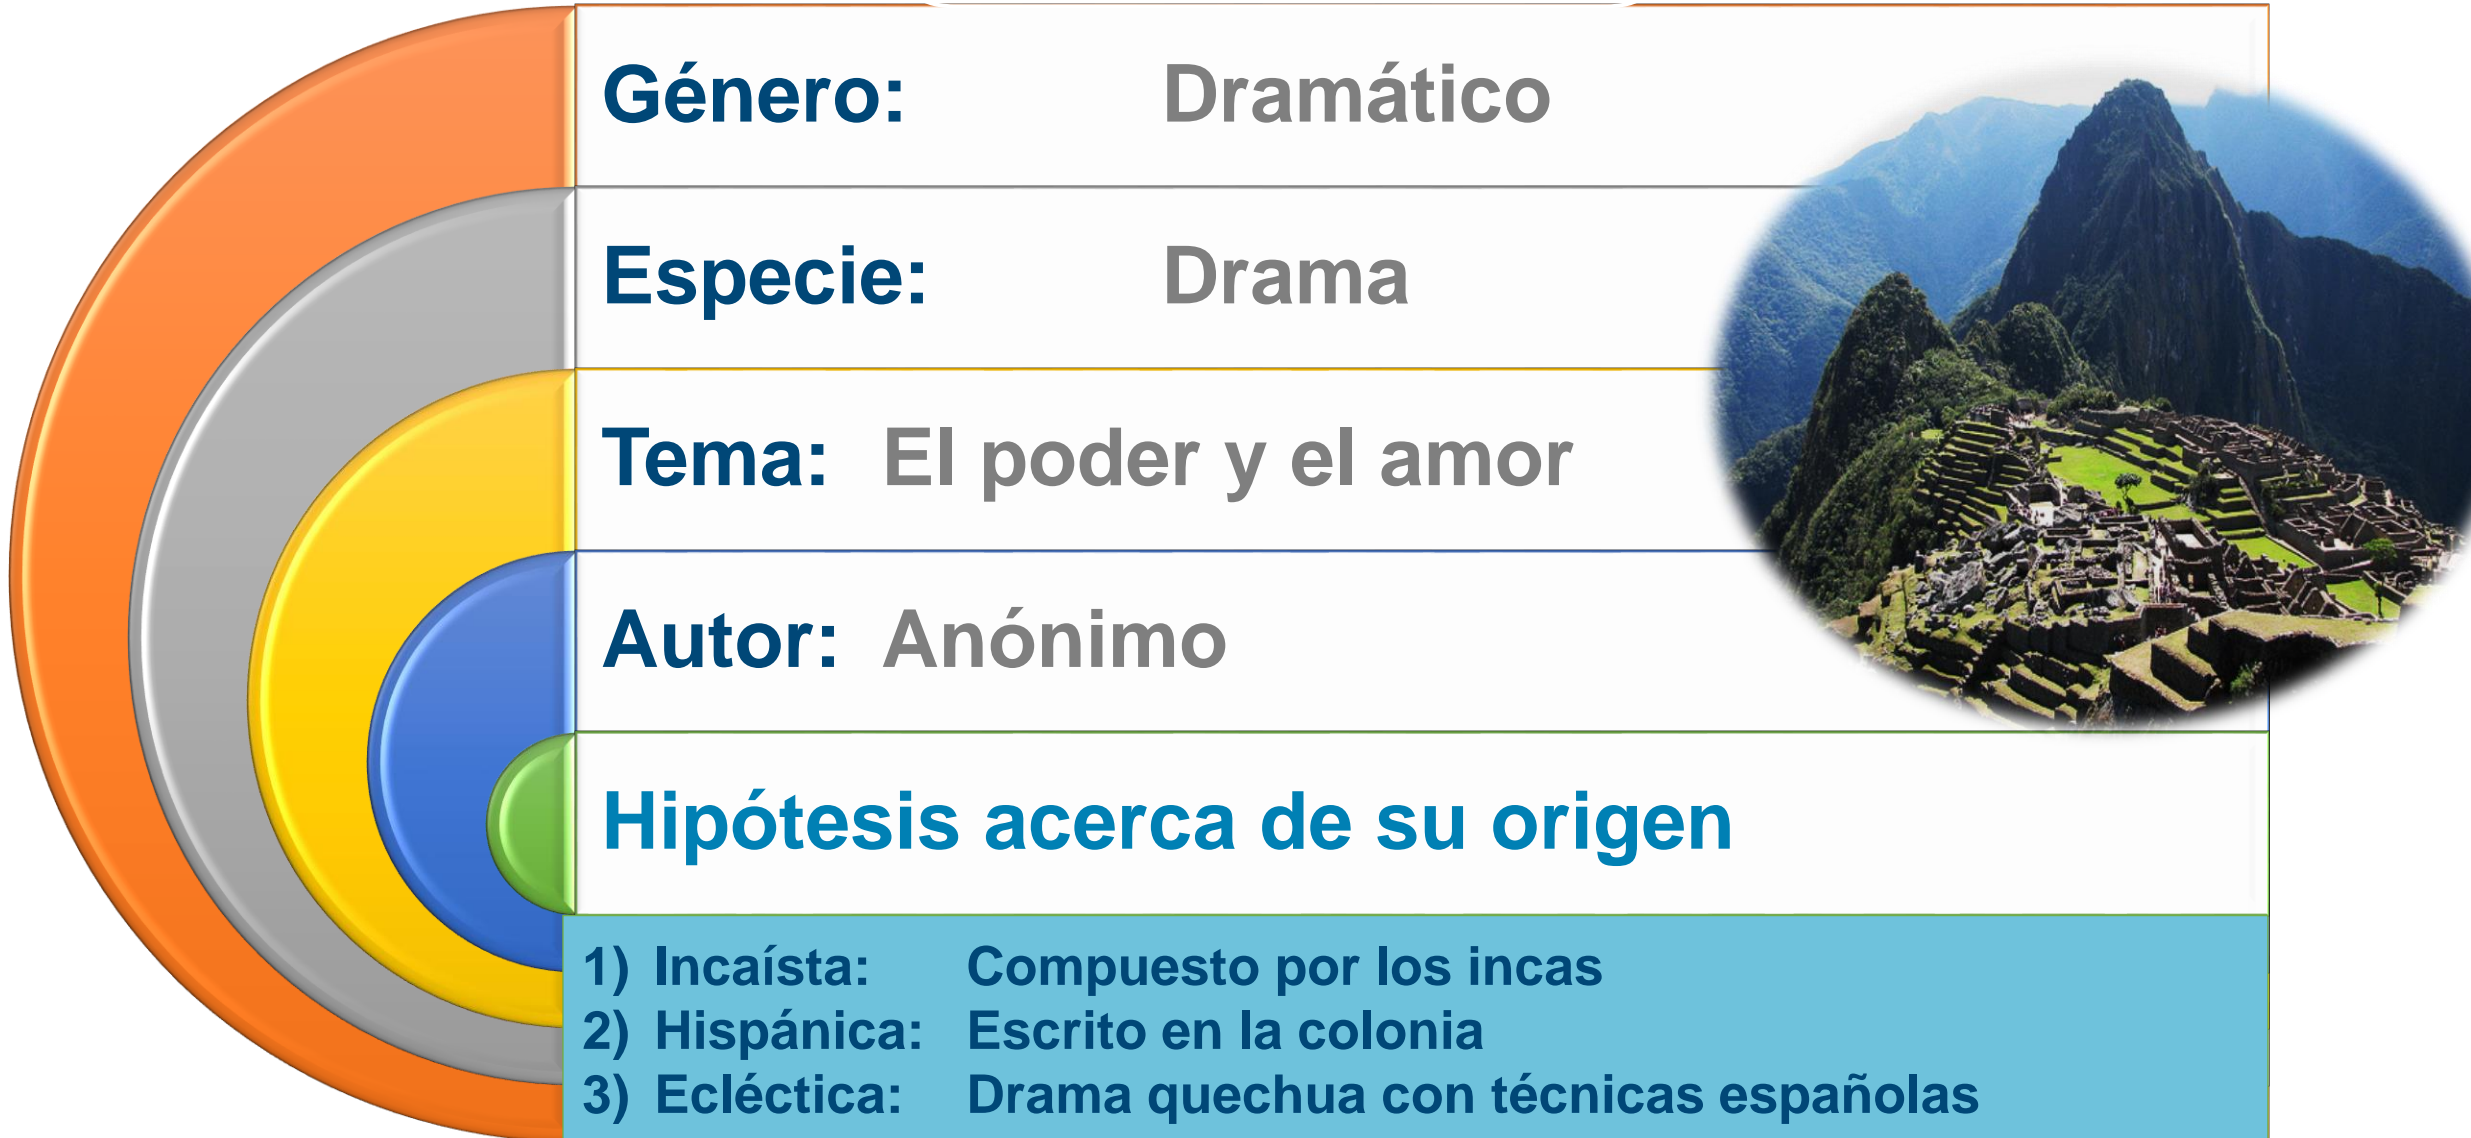 Género: Dramático
Especie: Drama
Tema: El poder y el amor
Autor: Anónimo
Hipótesis acerca de su origen
1) Incaísta: Compuesto por los incas
2) Hispánica: Escrito en la colonia
3) Ecléctica: Drama quechua con técnicas españolas